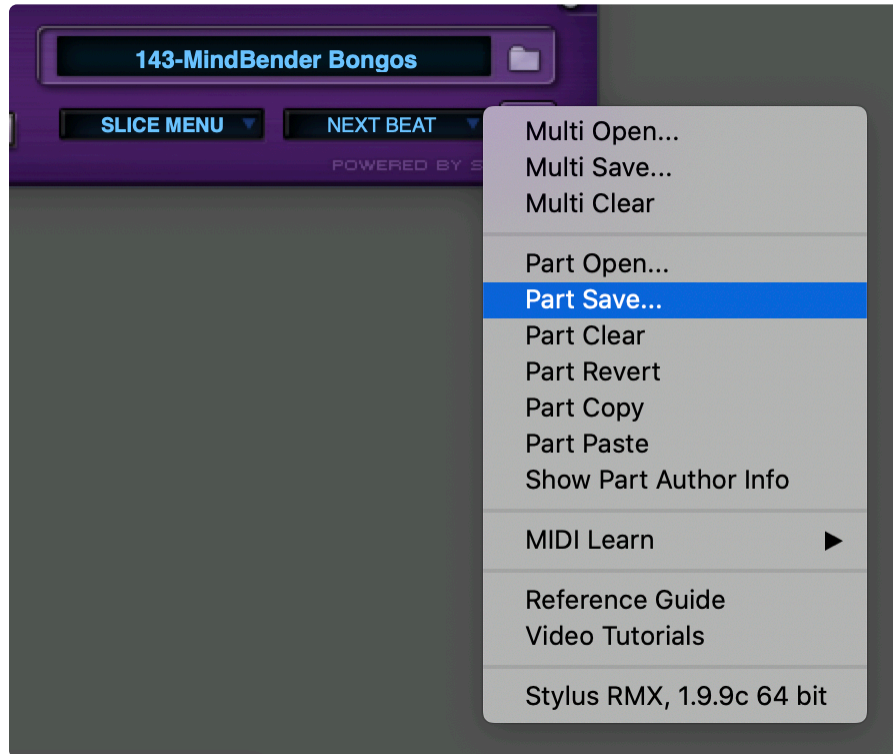 143-MindBender Bongos
SLICE MENU
NEXT BEAT
POWERED BY
Multi Open...
Multi Save...
Multi Clear
Part Open...
Part Save...
Part Clear
Part Revert
Part Copy
Part Paste
Show Part Author Info
MIDI Learn
Reference Guide
Video Tutorials
Stylus RMX, 1.9.9c 64 bit